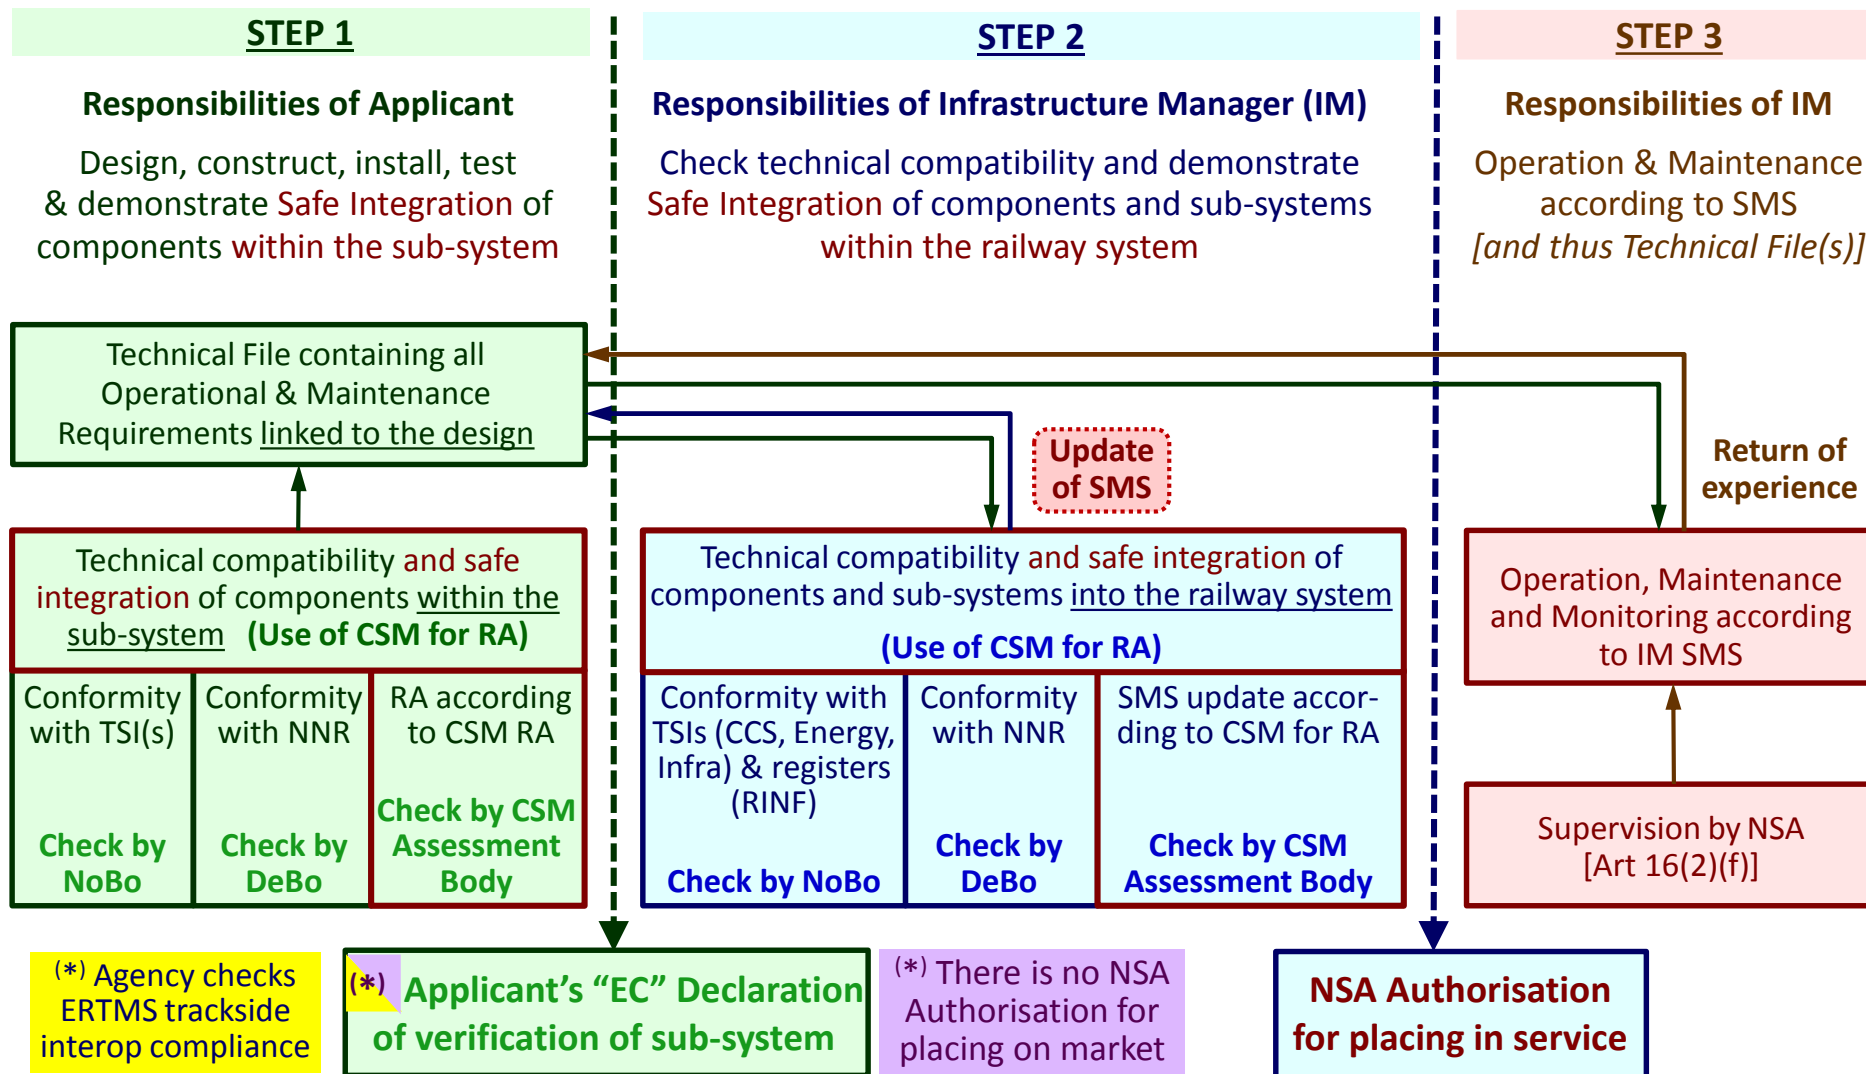 STEP 1
Responsibilities of Applicant
Design, construct, install, test
& demonstrate Safe Integration of
components within the sub-system
STEP 2
Responsibilities of Infrastructure Manager (IM)
Check technical compatibility and demonstrate
Safe Integration of components and sub-systems
within the railway system
STEP 3
Responsibilities of IM
Operation & Maintenance
according to SMS
[and thus Technical File(s)]
Technical File containing all
Operational & Maintenance
Requirements linked to the design
Update
of SMS
Return of
experience
Technical compatibility and safe
integration of components within the
sub-system (Use of CSM for RA)
Conformity
with TSI(s)
Check by
NoBo
Conformity
with NNR
Check by
DeBo
RA according
to CSM RA
Check by CSM
Assessment
Body
Technical compatibility and safe integration of
components and sub-systems into the railway system
(Use of CSM for RA)
Conformity with
TSIs (CCS, Energy,
Infra) & registers
(RINF)
Check by NoBo
Conformity
with NNR
Check by
DeBo
SMS update accor-
ding to CSM for RA
Check by CSM
Assessment Body
Operation, Maintenance
and Monitoring according
to IM SMS
Supervision by NSA
[Art 16(2)(f)]
(*) Agency checks
ERTMS trackside
interop compliance
(*) Applicant's “EC” Declaration
of verification of sub-system
(*) There is no NSA
Authorisation for
placing on market
NSA Authorisation
for placing in service